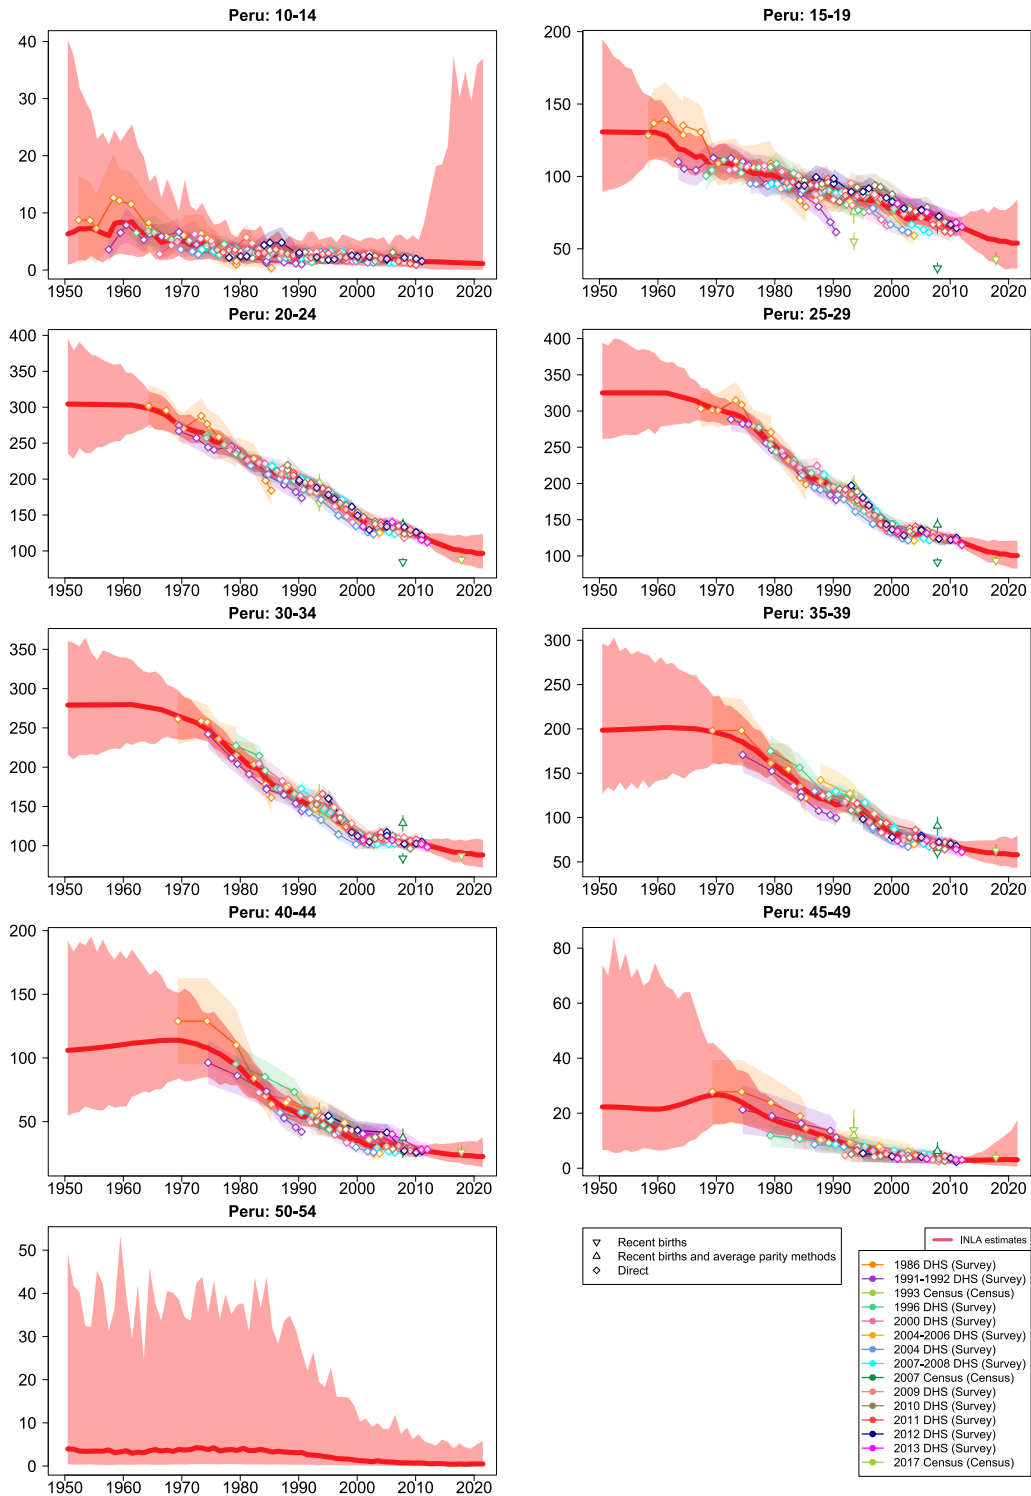 Peru: 10-14
40
30
20
10
0
1950 1960 1970 1980 1990 2000 2010 2020
Peru: 15-19
200
150
100
50
1950 1960 1970 1980 1990 2000 2010 2020
Peru: 20-24
400
350
300
250
200
150
100
1950 1960 1970 1980 1990 2000 2010 2020
Peru: 25-29
400
350
300
250
200
150
100
1950 1960 1970 1980 1990 2000 2010 2020
Peru: 30-34
350
300
250
200
150
100
1950 1960 1970 1980 1990 2000 2010 2020
Peru: 35-39
300
250
200
150
100
50
1950 1960 1970 1980 1990 2000 2010 2020
Peru: 40-44
200
150
100
50
1950 1960 1970 1980 1990 2000 2010 2020
Peru: 45-49
80
60
40
20
0
1950 1960 1970 1980 1990 2000 2010 2020
Peru: 50-54
50
40
30
20
10
0
1950 1960 1970 1980 1990 2000 2010 2020
Recent births
Recent births and average parity methods
Direct
INLA estimates
1986 DHS (Survey)
1991-1992 DHS (Survey)
1993 Census (Census)
1996 DHS (Survey)
2000 DHS (Survey)
2004-2006 DHS (Survey)
2004 DHS (Survey)
2007-2008 DHS (Survey)
2007 Census (Census)
2009 DHS (Survey)
2010 DHS (Survey)
2011 DHS (Survey)
2012 DHS (Survey)
2013 DHS (Survey)
2017 Census (Census)